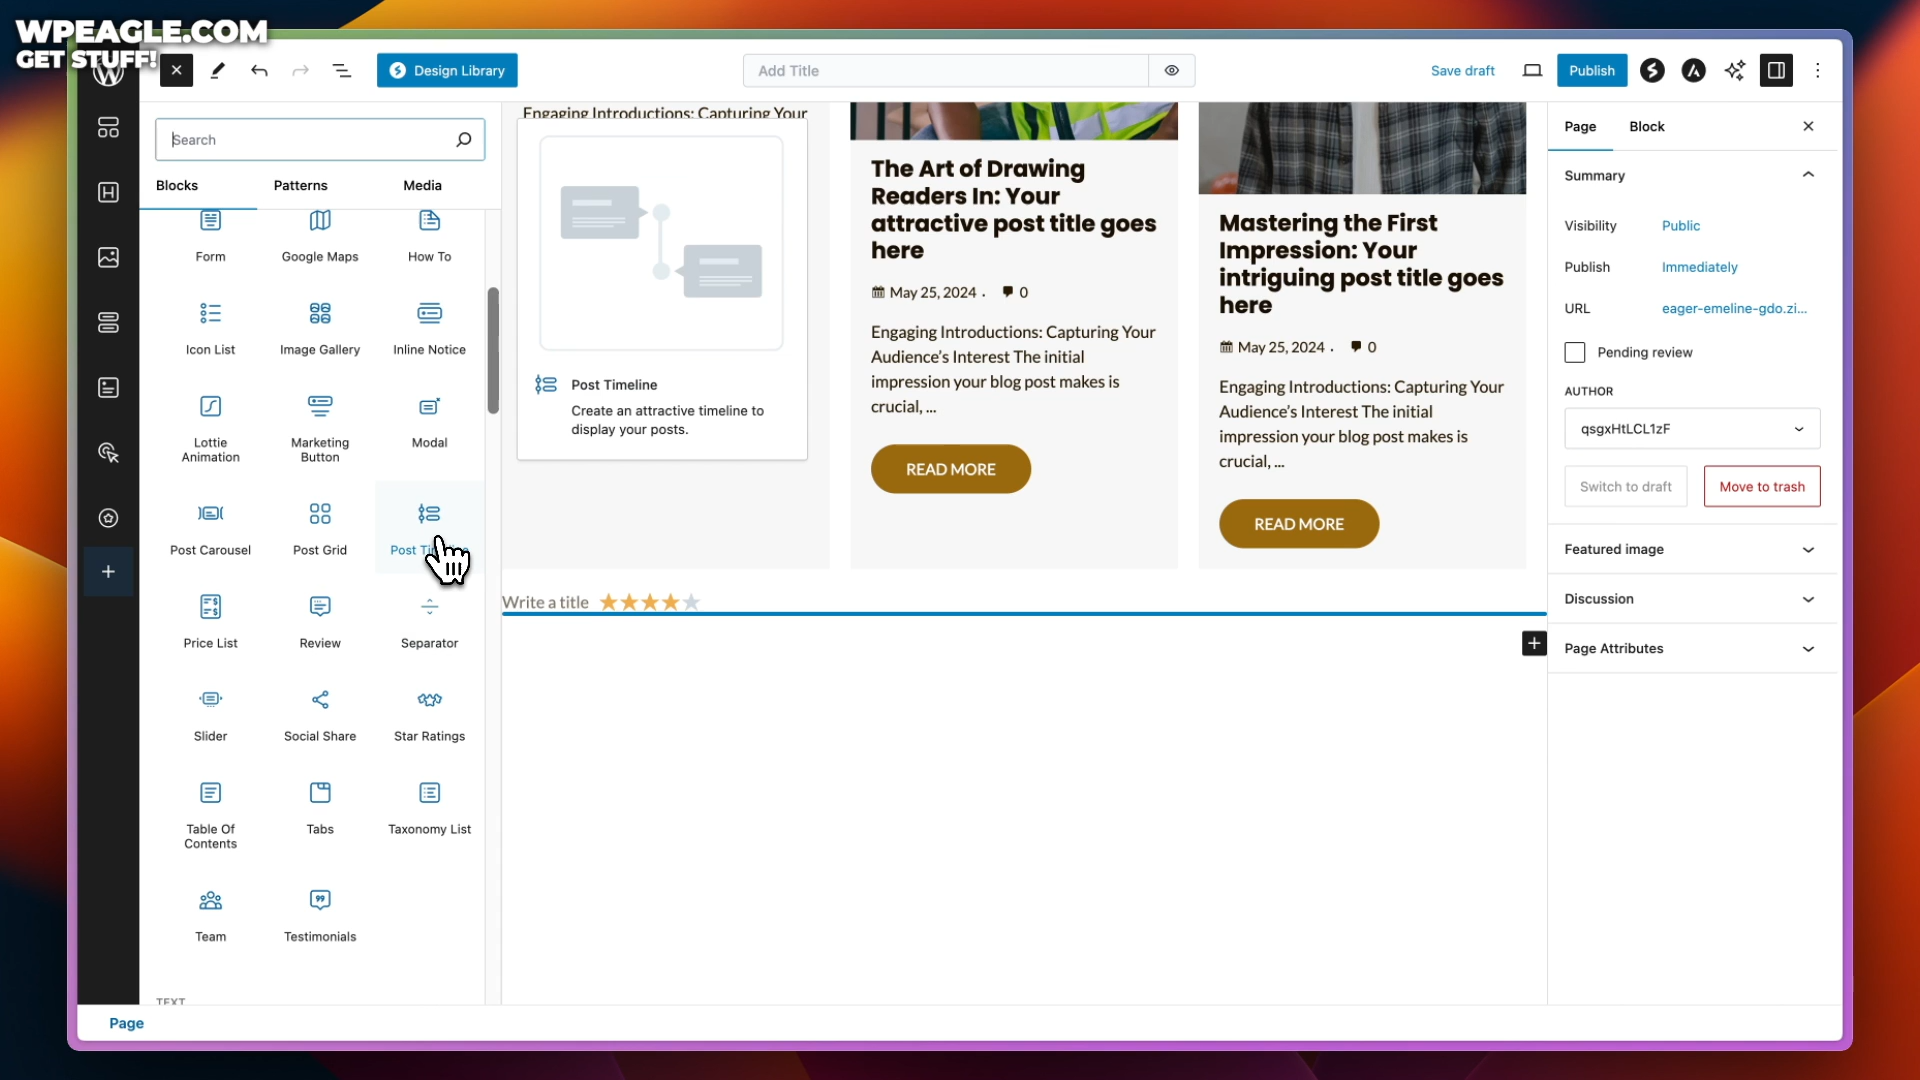 WPEAGLE.COM
GET STUFF!
Design Library
Add Title
Save draft
Publish
Search
Blocks
Patterns
Media
Form
Google Maps
How To
Icon List
Image Gallery
Inline Notice
Lottie
Animation
Marketing
Button
Modal
Post Carousel
Post Grid
Price List
Review
Separator
Slider
Social Share
Star Ratings
Table Of
Contents
Tabs
Taxonomy List
Team
Testimonials
TEXT
Engaging Introductions: Capturing Your
Post Timeline
Create an attractive timeline to
display your posts.
The Art of Drawing
Readers In: Your
attractive post title goes
here
May 25, 2024 .
0
Engaging Introductions: Capturing Your
Audience's Interest The initial
impression your blog post makes is
crucial, ...
READ MORE
Mastering the First
Impression: Your
intriguing post title goes
here
May 25, 2024 .
0
Engaging Introductions: Capturing Your
Audience's Interest The initial
impression your blog post makes is
crucial, ...
READ MORE
Write a title
Page
Block
Summary
Visibility
Public
Publish
Immediately
URL
eager-emeline-gdo.zi...
Pending review
AUTHOR
qsgxHtLCL1zF
Switch to draft
Move to trash
Featured image
Discussion
Page Attributes
Page